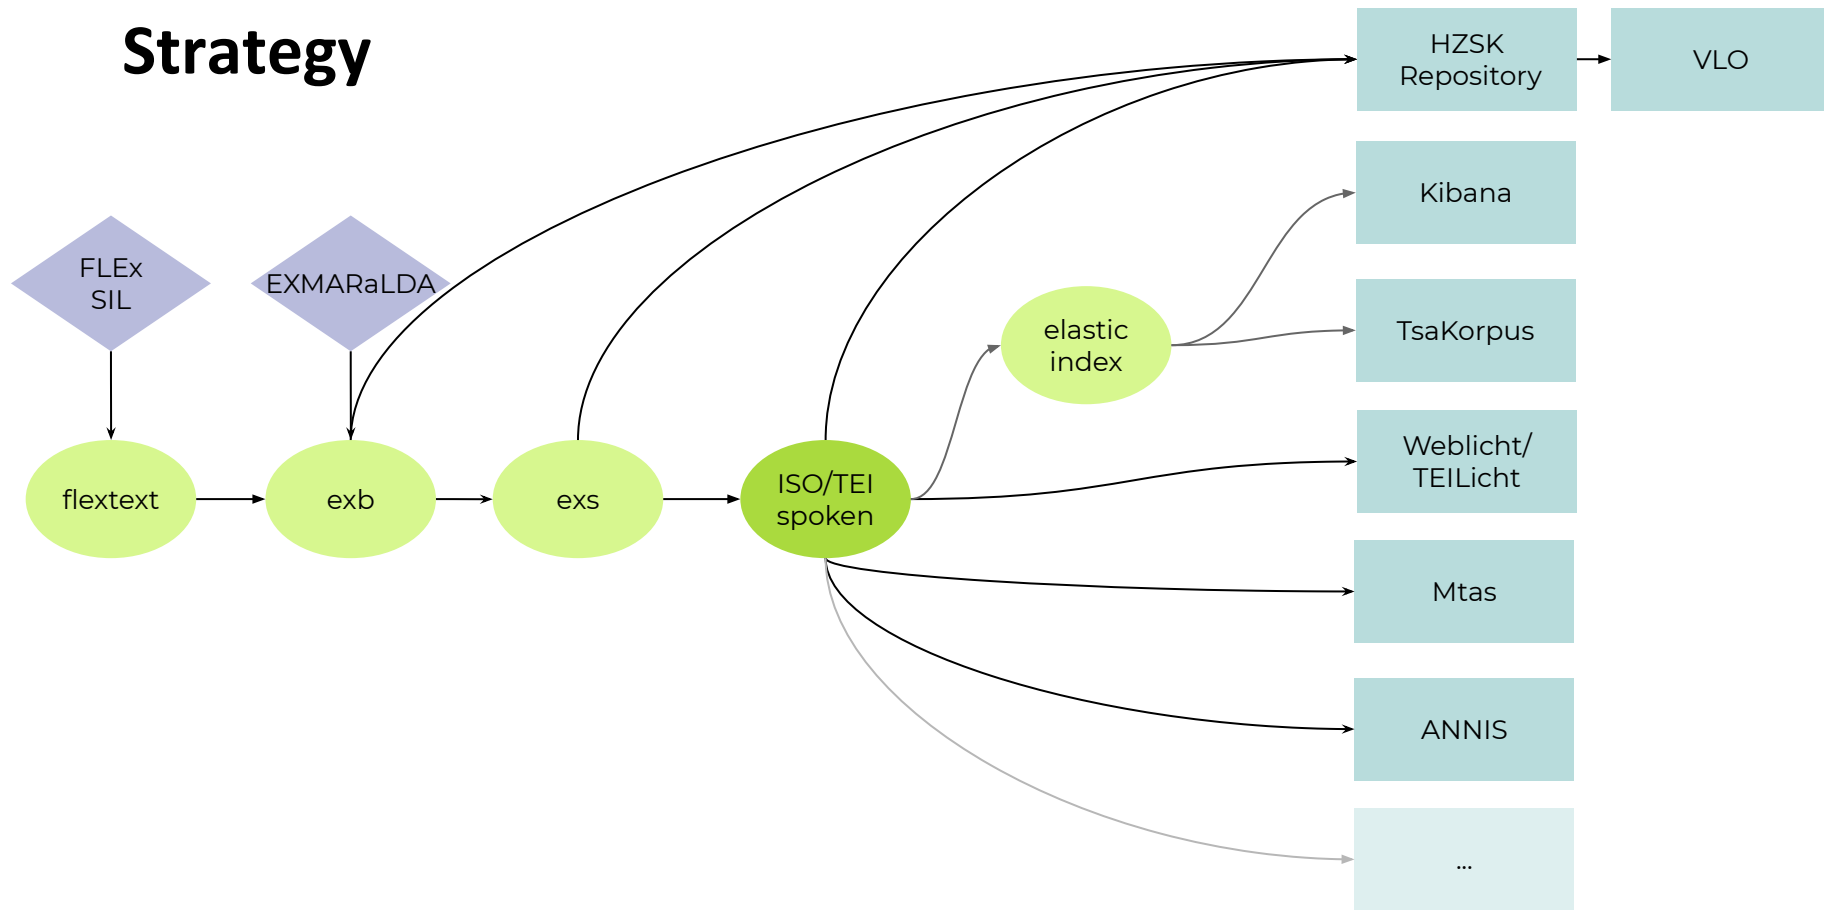 Strategy
HZSK
Repository
VLO
Kibana
FLEx
SIL
EXMARaLDA
elastic
index
TsaKorpus
flextext
exb
exs
ISO/TEI
spoken
Weblicht/
TEILicht
Mtas
ANNIS
...